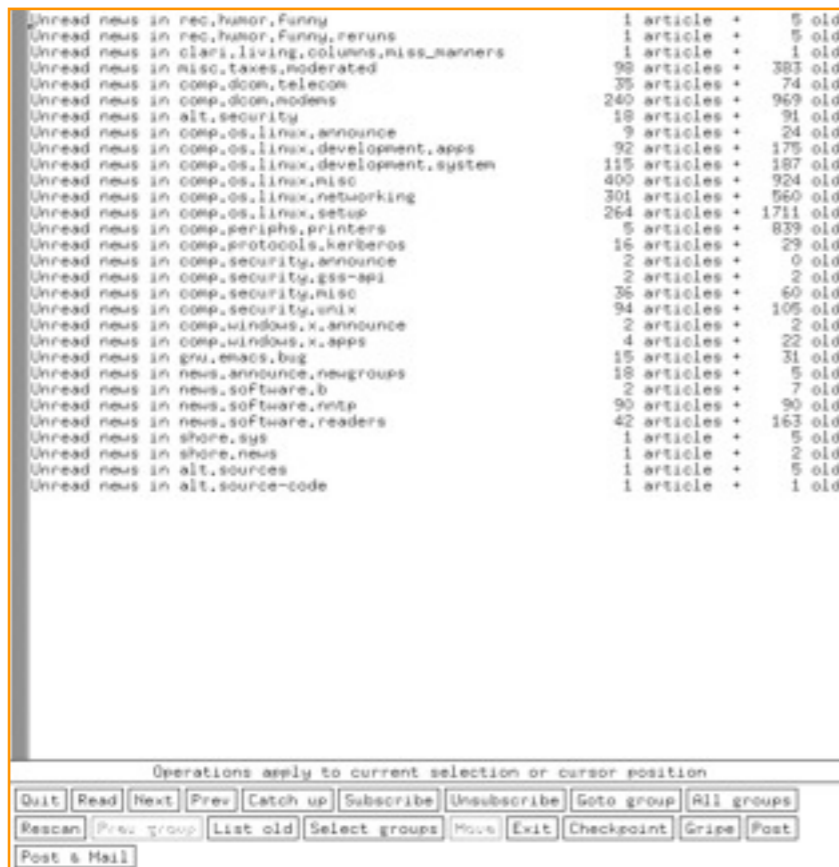 Unread news in rec.humor.funny 1 article + 5 old
Unread news in rec.humor.funny.reruns 1 article + 5 old
Unread news in clari.living.columns.miss_manners 1 article + 1 old
Unread news in misc.taxes.moderated 98 articles + 383 old
Unread news in comp.dcom.telecom 35 articles + 74 old
Unread news in comp.dcom.modems 240 articles + 969 old
Unread news in alt.security 18 articles + 91 old
Unread news in comp.os.linux.announce 9 articles + 24 old
Unread news in comp.os.linux.development.apps 92 articles + 175 old
Unread news in comp.os.linux.development.system 115 articles + 187 old
Unread news in comp.os.linux.misc 400 articles + 924 old
Unread news in comp.os.linux.networking 301 articles + 560 old
Unread news in comp.os.linux.setup 264 articles + 1711 old
Unread news in comp.periphs.printers 5 articles + 839 old
Unread news in comp.protocols.kerberos 16 articles + 29 old
Unread news in comp.security.announce 2 articles + 0 old
Unread news in comp.security.gss-api 2 articles + 2 old
Unread news in comp.security.misc 36 articles + 60 old
Unread news in comp.security.unix 94 articles + 105 old
Unread news in comp.windows.x.announce 2 articles + 2 old
Unread news in comp.windows.x.apps 4 articles + 22 old
Unread news in gnu.emacs.bug 15 articles + 31 old
Unread news in news.announce.newgroups 18 articles + 5 old
Unread news in news.software.b 2 articles + 7 old
Unread news in news.software.nntp 90 articles + 90 old
Unread news in news.software.readers 42 articles + 163 old
Unread news in shore.sys 1 article + 5 old
Unread news in shore.news 1 article + 2 old
Unread news in alt.sources 1 article + 5 old
Unread news in alt.source-code 1 article + 1 old
Operations apply to current selection or cursor position
Quit Read Next Prev Catch up Subscribe Unsubscribe Goto group All groups
Rescan Prev group List old Select groups Move Exit Checkpoint Gripe Post
Post & Mail